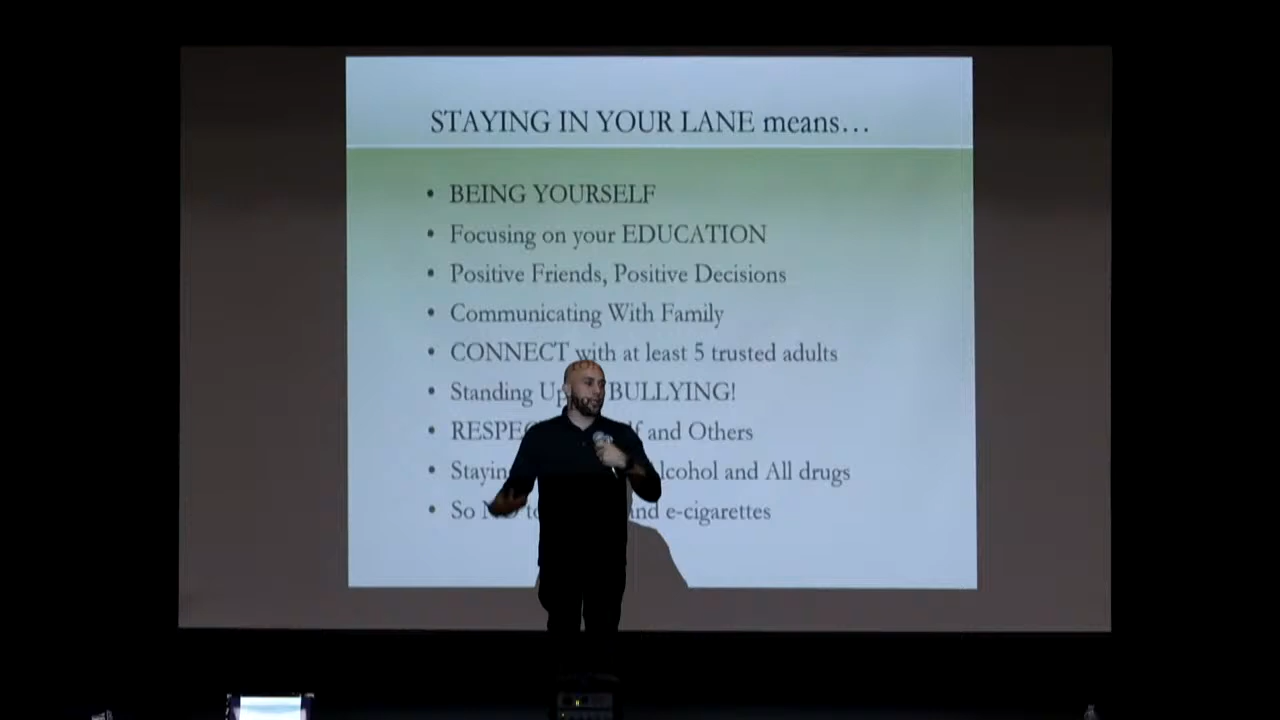 STAYING IN YOUR LANE means…
• BEING YOURSELF
• Focusing on your EDUCATION
• Positive Friends, Positive Decisions
• Communicating With Family
• CONNECT with at least 5 trusted adults
• Standing Up BULLYING!
• and Others
• and All drugs
• So and e-cigarettes